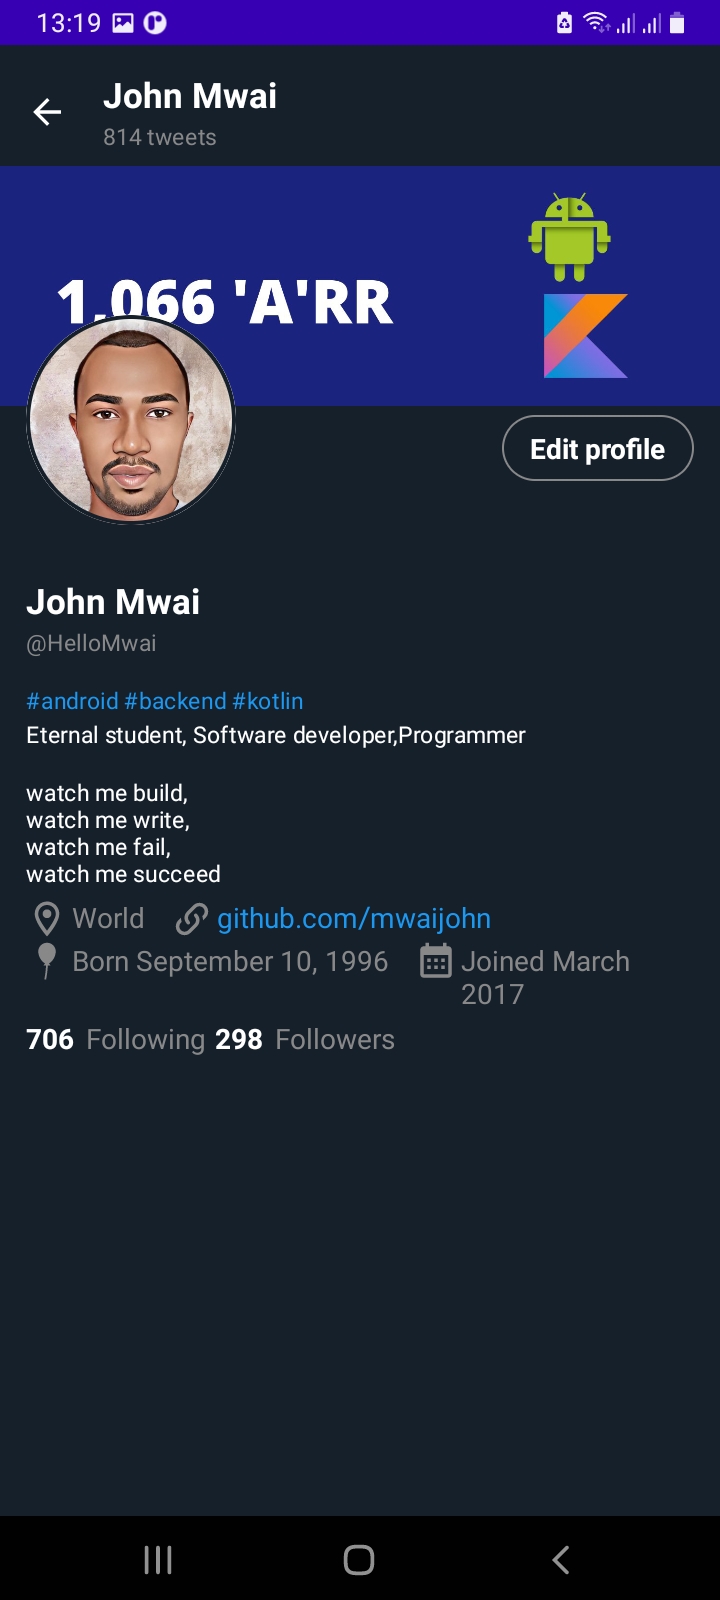 13:19
John Mwai
814 tweets
1,066 'A'RR
Edit profile
John Mwai
@HelloMwai
#android #backend #kotlin
Eternal student, Software developer,Programmer
watch me build,
watch me write,
watch me fail,
watch me succeed
World github.com/mwaijohn
Born September 10, 1996 Joined March
2017
706 Following 298 Followers